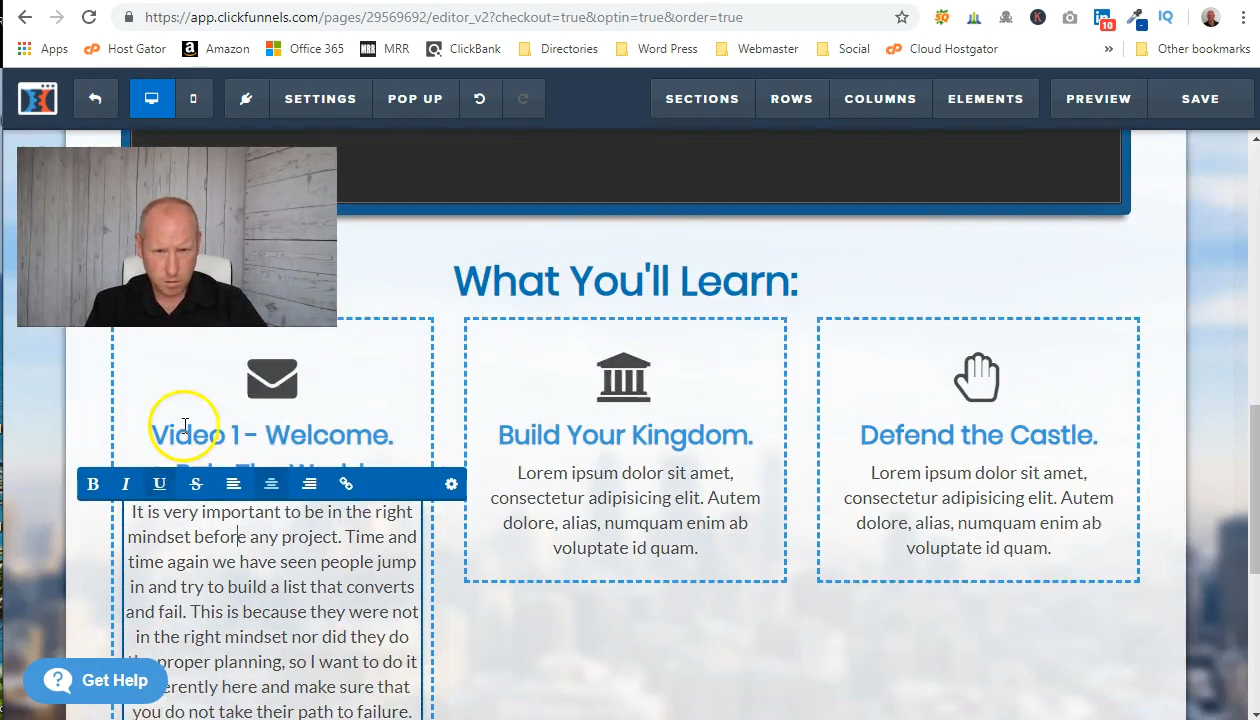 https://app.clickfunnels.com/pages/29569692/editor_v2?checkout=true&optin=true&order=true
10
Apps
Host Gator
Amazon
Office 365
MRR
MRR
ClickBank
Directories
Word Press
Webmaster
Social
Cloud Hostgator
»
Other bookmarks
SETTINGS
POP UP
SECTIONS
ROWS
COLUMNS
ELEMENTS
PREVIEW
SAVE
What You'll Learn:
Video 1 - Welcome.
B I U S
It is very important to be in the right
mindset before any project. Time and
time again we have seen people jump
in and try to build a list that converts
and fail. This is because they were not
in the right mindset nor did they do
proper planning, so I want to do it
here and make sure that
you do not take their path to failure.
Build Your Kingdom.
Lorem ipsum dolor sit amet,
consectetur adipisicing elit. Autem
dolore, alias, numquam enim ab
voluptate id quam.
Defend the Castle.
Lorem ipsum dolor sit amet,
consectetur adipisicing elit. Autem
dolore, alias, numquam enim ab
voluptate id quam.
? Get Help